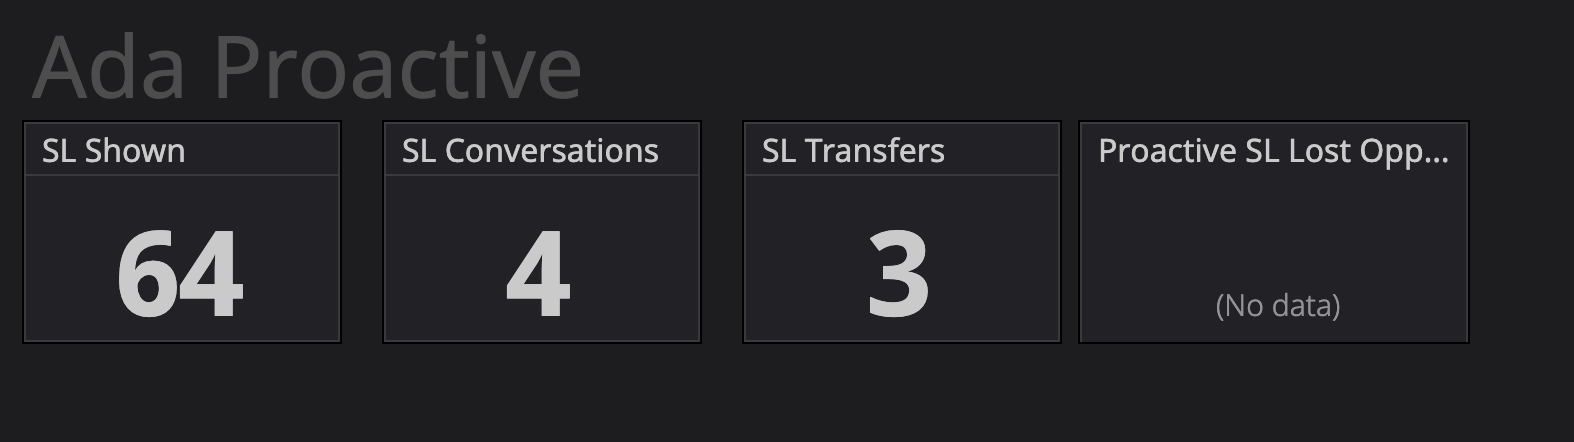 Ada Proactive
SL Shown
SL Conversations
SL Transfers
Proactive SL Lost Opp...
64
4
3
(No data)